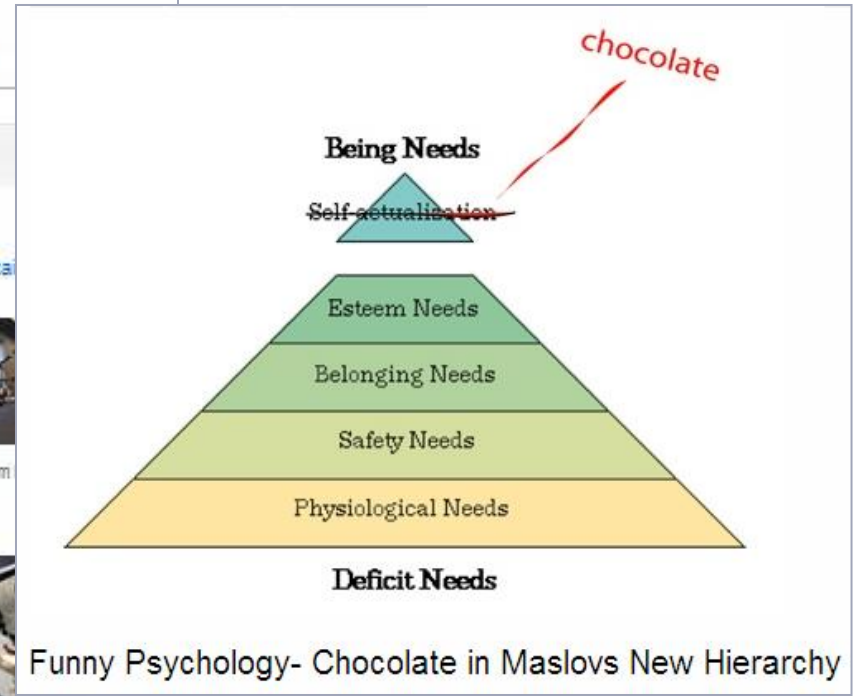 chocolate
Being Needs
Self-actualization
Esteem Needs
Belonging Needs
Safety Needs
Physiological Needs
Deficit Needs
Funny Psychology- Chocolate in Maslovs New Hierarchy